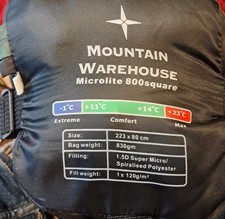 MOUNTAIN
WAREHOUSE
Microlite 800square
-1°C +11°C +14°C +23°C
Extreme Comfort Max
Size: 223 x 80 cm
Bag weight: 830gm
Filling: 1.5D Super Micro/
Spiralised Polyester
Fill weight: 1 x 120g/m²